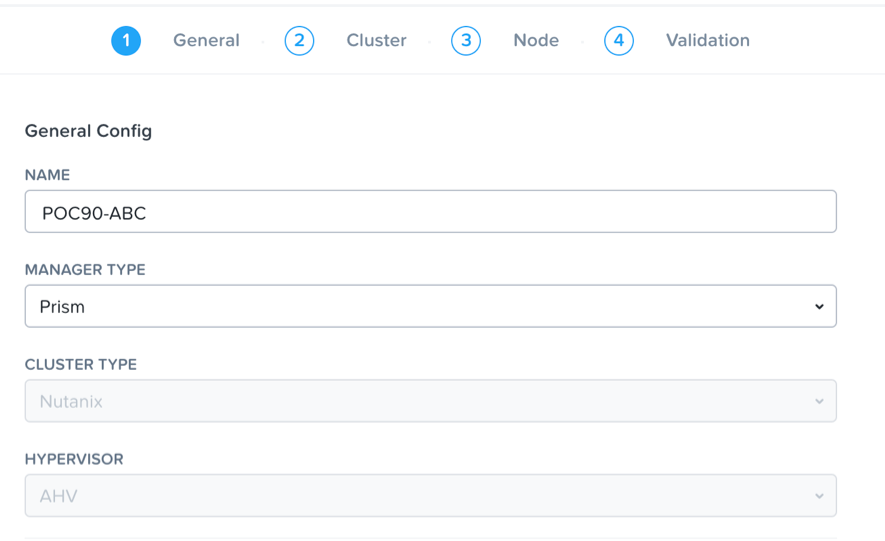 1 General 2 Cluster 3 Node 4 Validation
General Config
NAME
POC90-ABC
MANAGER TYPE
Prism
CLUSTER TYPE
Nutanix
HYPERVISOR
AHV